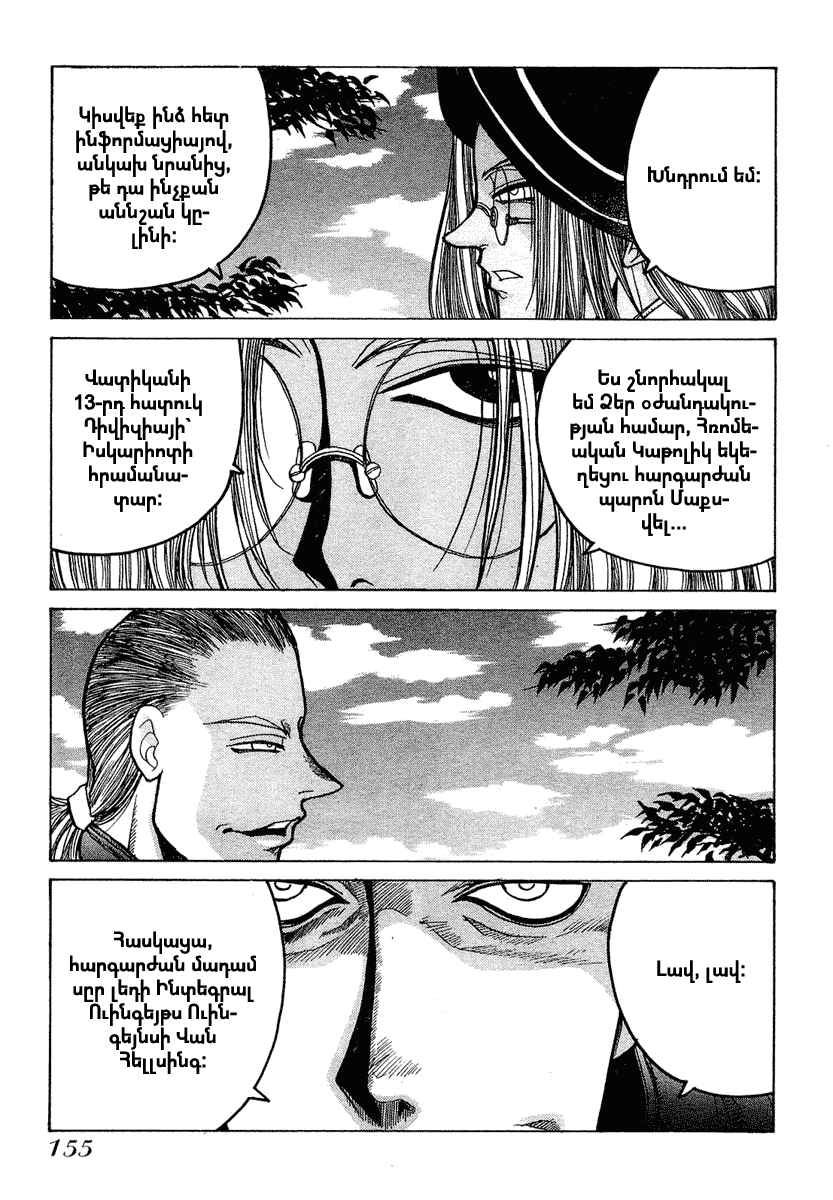 Խնդրում եմ:
Կիսվեք ինձ հետ
ինֆորմացիայով,
անկախ նրանից,
թե դա ինչքան
աննշան կը-
լինի:
Ես շնորհակալ
եմ Ձեր օժանդակու-
թյան համար, Հռոմե-
ական Կաթոլիկ եկե-
ղեցու հարգարժան
պարոն Մաքս-
վել...
Վատիկանի
13-րդ հատուկ
Դիվիզիայի՝
Իսկարիոտի
հրամանա-
տար:
Լավ, լավ:
Հասկացա,
հարգարժան մադամ
սըր լեդի Ինտեգրալ
Ուինգեյթս Ուին-
գեյնսի Վան
Հելլսինգ:
155